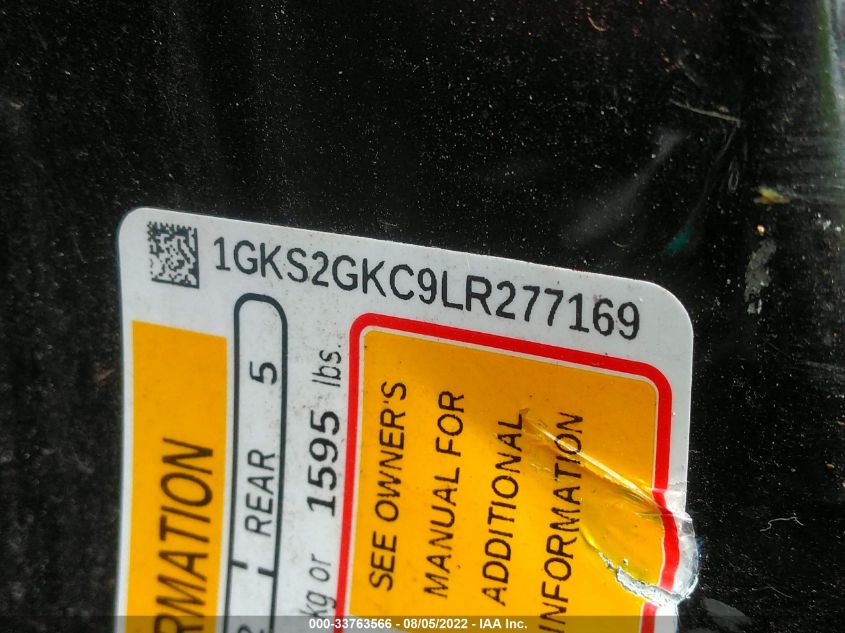 1GKS2GKC9LR277169
RMATION
REAR 5
kg or 1595 lbs.
SEE OWNER'S
MANUAL FOR
ADDITIONAL
INFORMATION
000-33763566 - 08/05/2022 - IAA Inc.